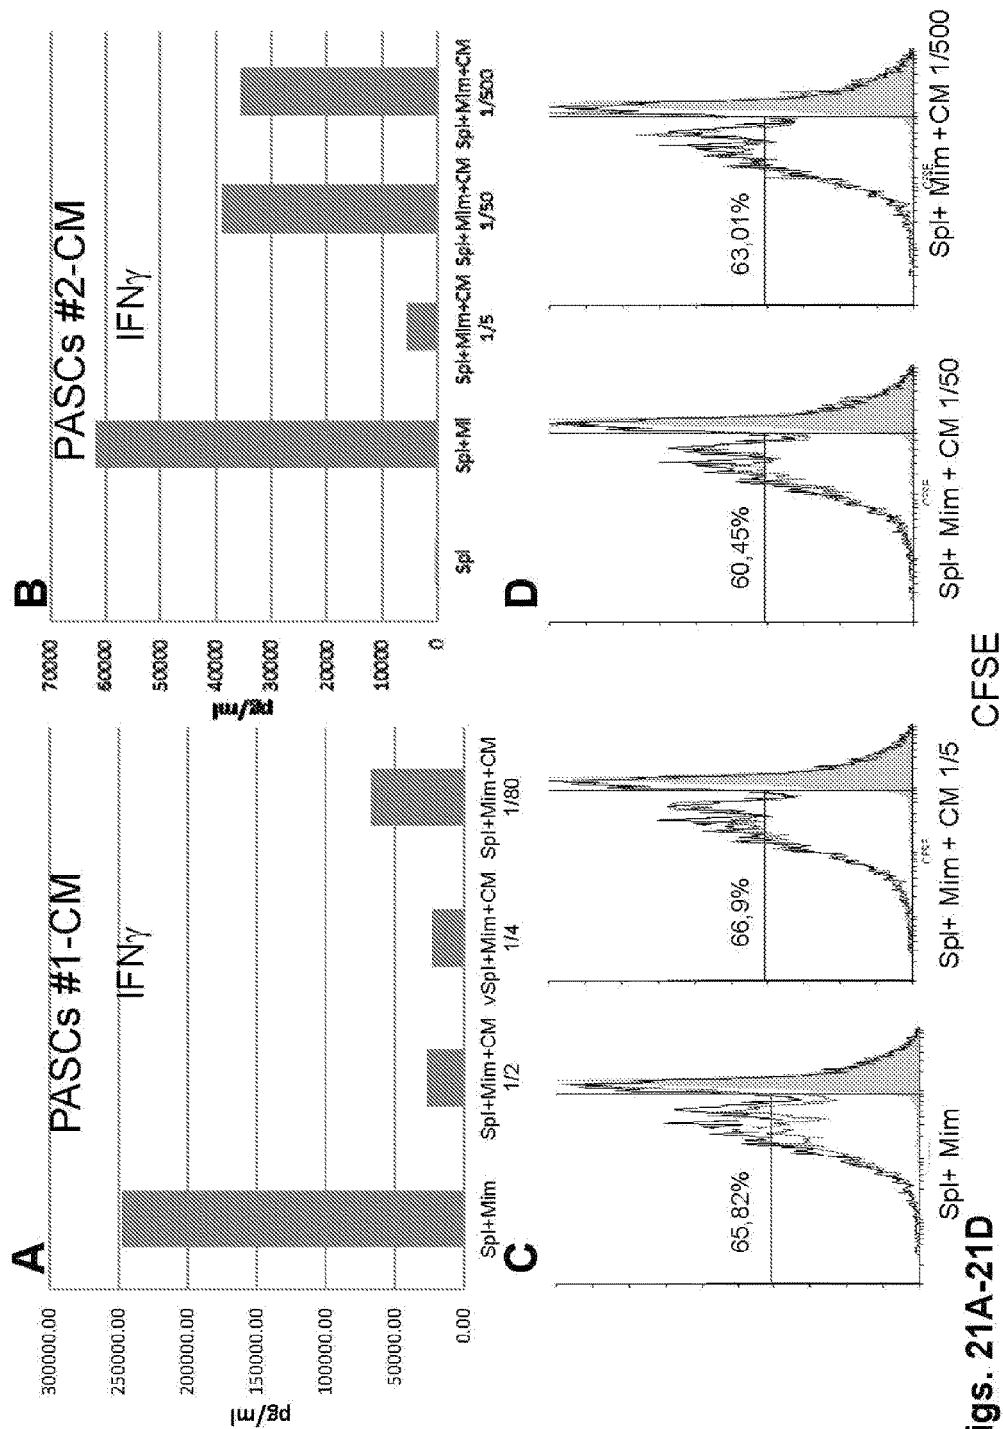 A
PASCs #1-CM
IFNγ
300000.00
250000.00
200000.00
150000.00
100000.00
50000.00
0.00
pg/ml
Spl+Mim
Spl+Mim+CM
1/2
vSpl+Mim+CM
1/4
Spl+Mim+CM
1/80
B
PASCs #2-CM
IFNγ
70000
60000
50000
40000
30000
20000
10000
0
pg/ml
Spl
Spl+MI
Spl+MIm+CM
1/5
Spl+MIm+CM
1/50
Spl+MIm+CM
1/500
C
65,82%
Spl+ Mim
66,9%
CFSE
Spl+ Mim + CM 1/5
D
60,45%
CFSE
Spl+ Mim + CM 1/50
63,01%
CFSE
Spl+ Mim +CM 1/500
CFSE
igs. 21A-21D